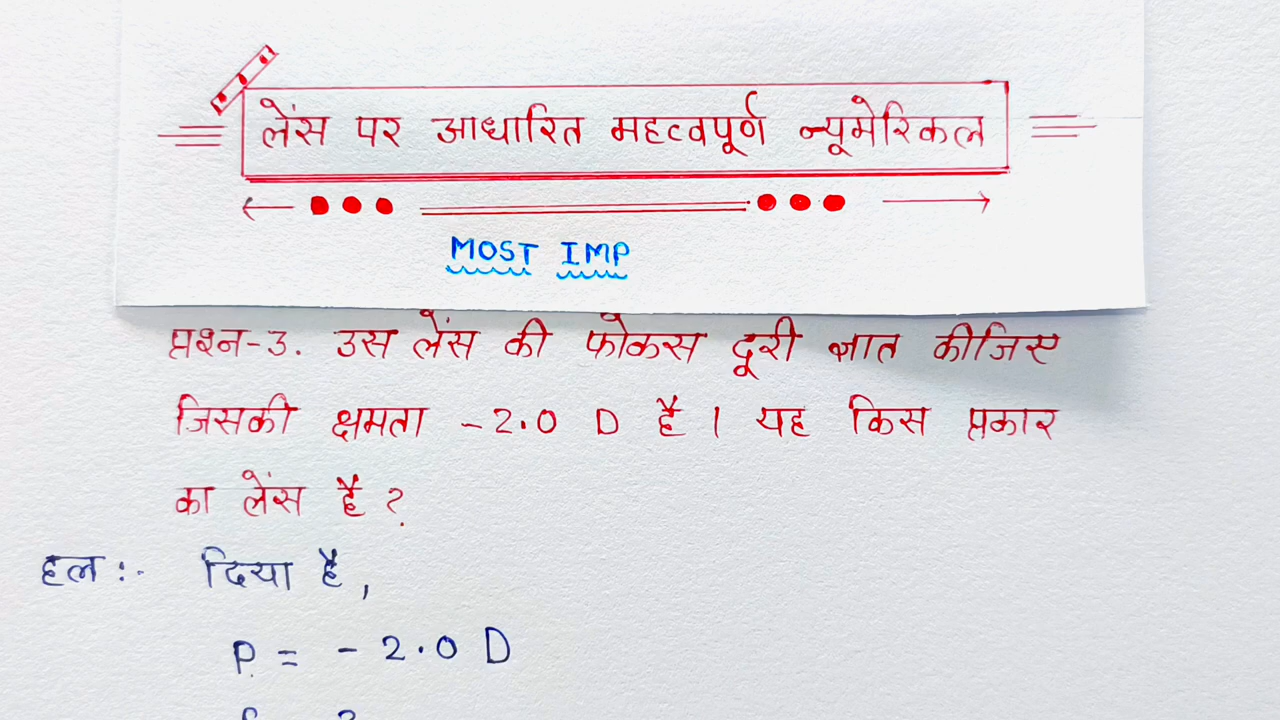 लेंस पर आधारित महत्वपूर्ण न्यूमेरिकल
MOST IMP
प्रश्न-3. उस लेंस की फोकस दूरी ज्ञात कीजिए
जिसकी क्षमता -2.0 D है । यह किस प्रकार
का लेंस है ?
हल :- दिया है,
P = - 2.0 D